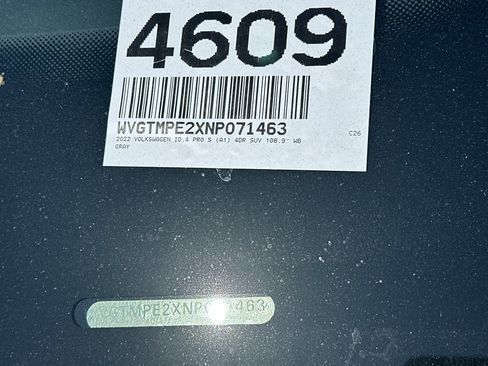 4609
WVGTMPE2XNP071463
2022 VOLKSWAGEN ID.4 PRO S (A1) 4DR SUV 108.9" WB
C26
GRAY